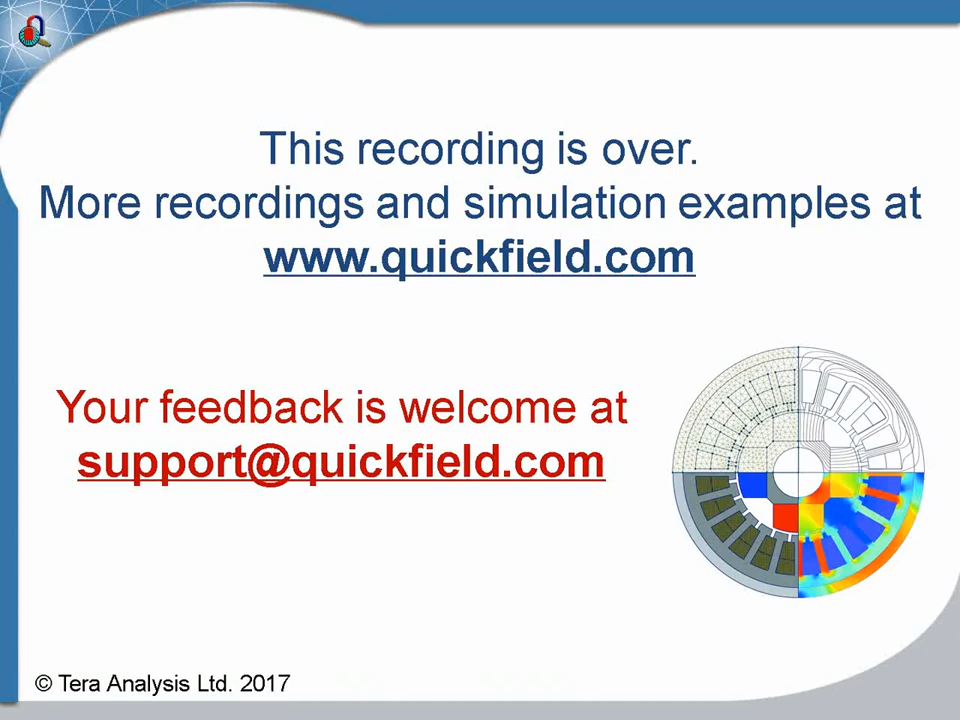 This recording is over.
More recordings and simulation examples at
www.quickfield.com
Your feedback is welcome at
support@quickfield.com
© Tera Analysis Ltd. 2017